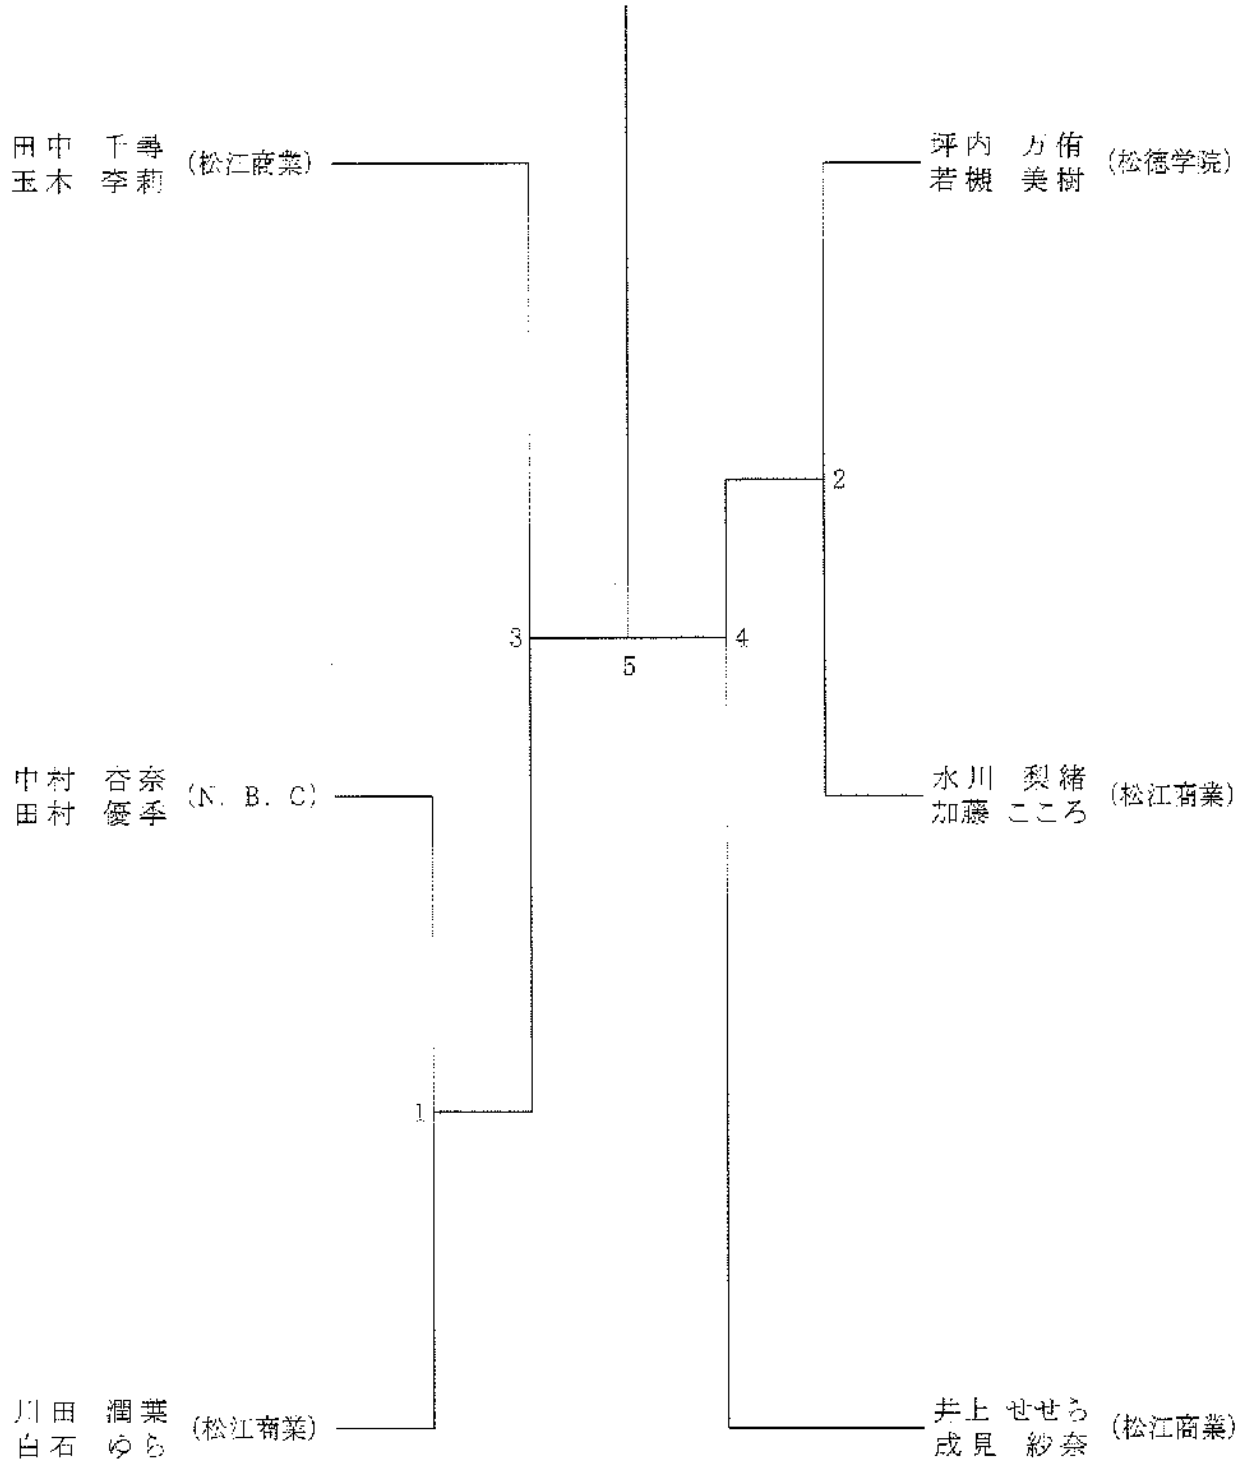 田中 千尋
玉木 李莉 (松江商業)
坪内 万侑
若槻 美樹 (松徳学院)
2
3
4
5
中村 杏奈
田村 優季 (N. B. C)
水川 梨緒
加藤 こころ (松江商業)
1
川田 潤葉
白石 ゆら (松江商業)
井上 せせら
成見 紗奈 (松江商業)